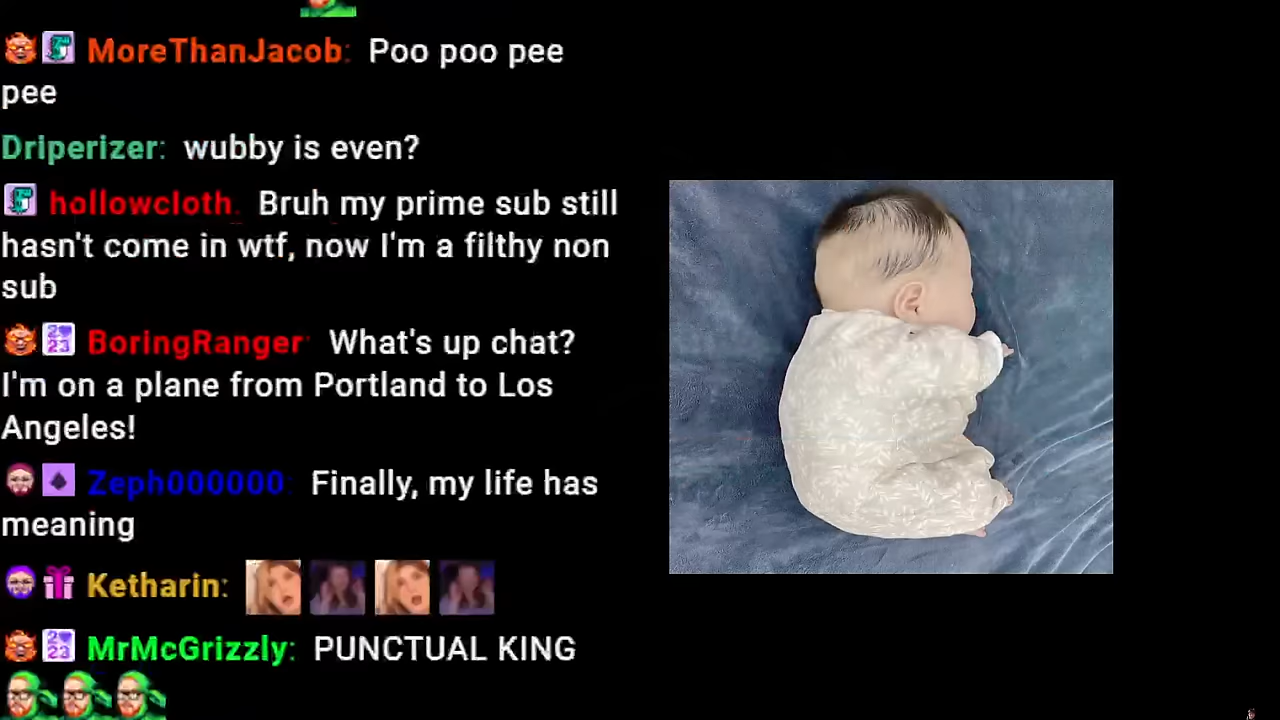 MoreThanJacob: Poo poo pee
pee
Driperizer: wubby is even?
hollowcloth: Bruh my prime sub still
hasn't come in wtf, now I'm a filthy non
sub
BoringRanger: What's up chat?
I'm on a plane from Portland to Los
Angeles!
Zeph000000: Finally, my life has
meaning
Ketharin:
MrMcGrizzly: PUNCTUAL KING